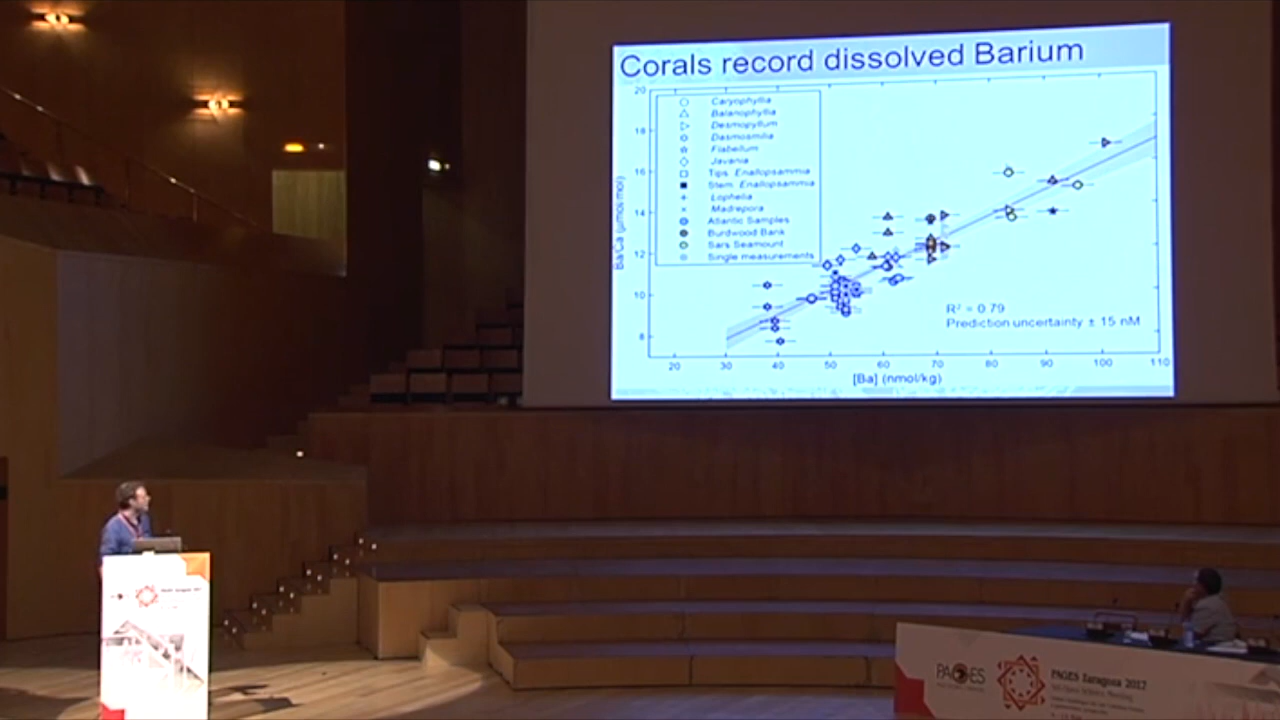 Corals record dissolved Barium
20
18
16
14
12
10
8
Ba/Ca (μmol/mol)
Caryophyllia
Balanophyllia
Desmopyllum
Dasmosmilia
Flabellum
Javania
Tips. Enallopsammia
Stem. Enallopsammia
Lophelia
Madrepora
Atlantic Samples
Burdwood Bank
Sars Seamount
Single measurements
R² = 0.79
Prediction uncertainty ± 15 nM
20 30 40 50 60 70 80 90 100 110
[Ba] (nmol/kg)
PAGES
PAGES Zaragoza 2017